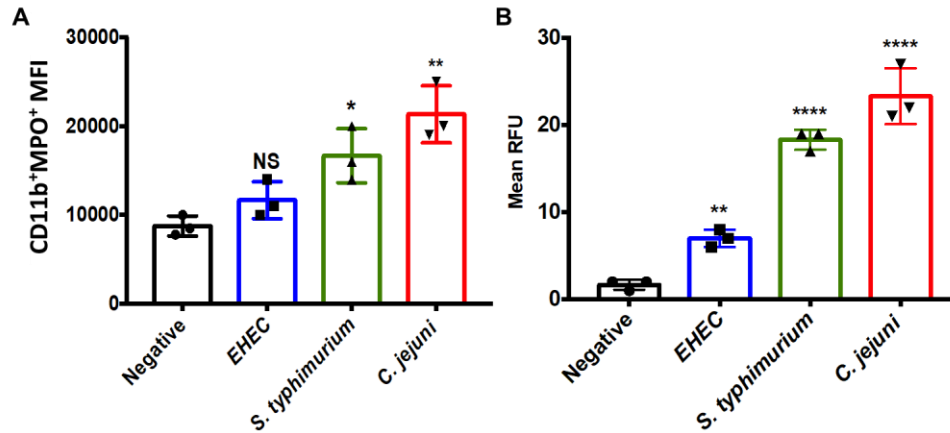 A
CD11b⁺MPO⁺ MFI
30000
20000
10000
0
NS
*
**
Negative
EHEC
S. typhimurium
C. jejuni
B
Mean RFU
30
20
10
0
**
****
****
Negative
EHEC
S. typhimurium
C. jejuni